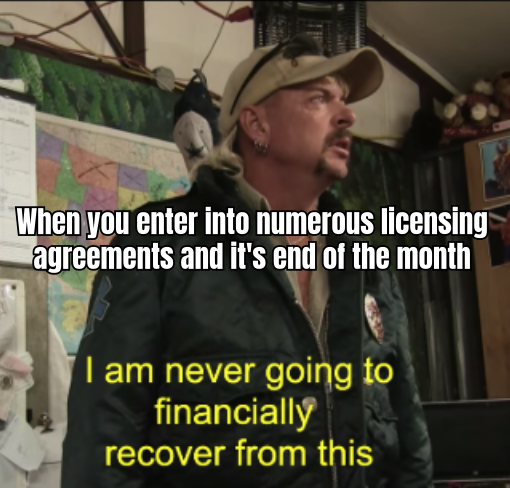 When you enter into numerous licensing
agreements and it's end of the month
I am never going to
financially
recover from this